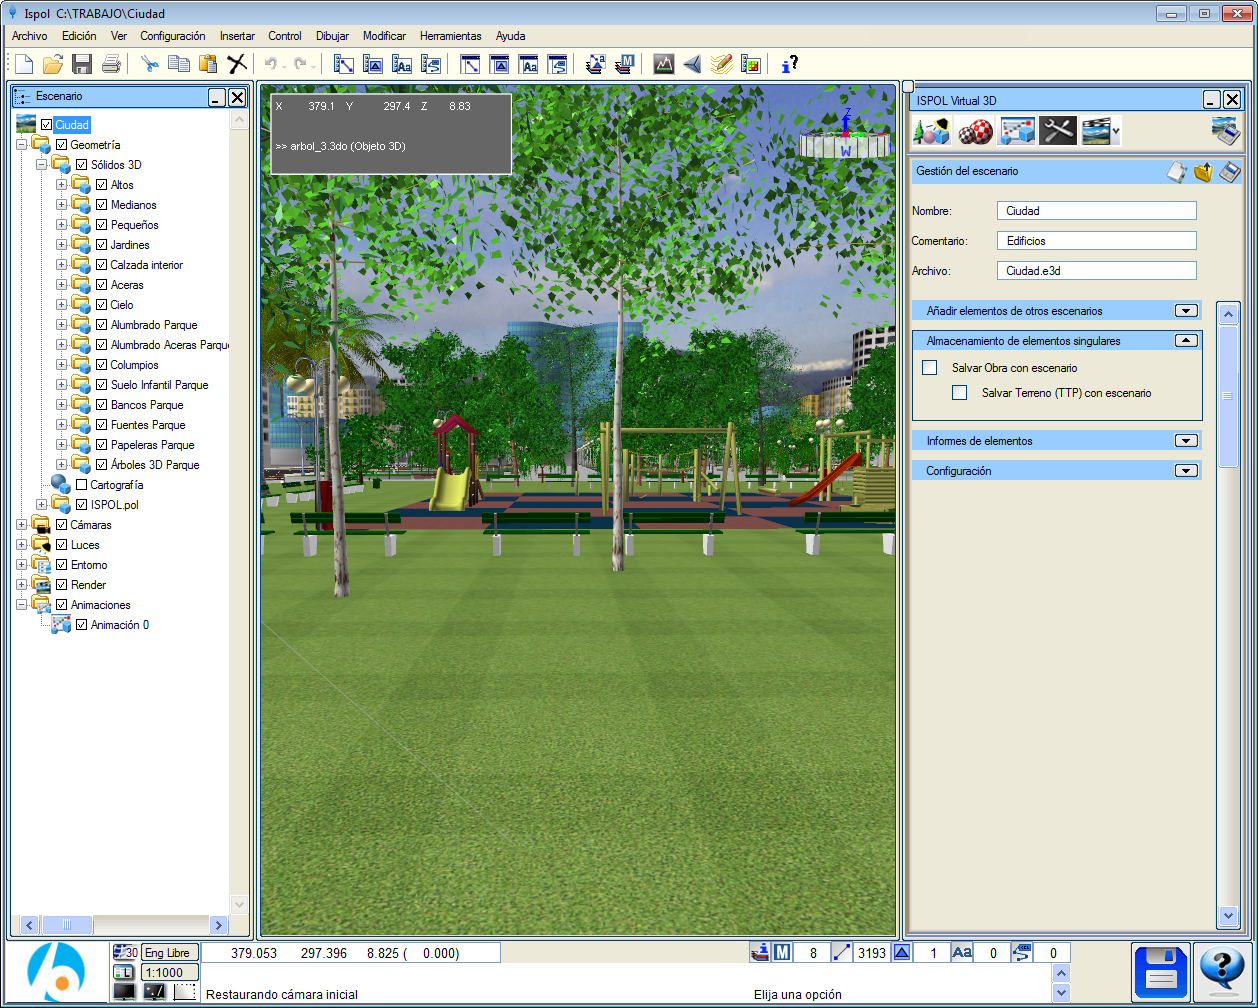 Ispol C:\TRABAJO\Ciudad
Archivo Edición Ver Configuración Insertar Control Dibujar Modificar Herramientas Ayuda
Escenario
Ciudad
Geometría
Sólidos 3D
Altos
Medianos
Pequeños
Jardines
Calzada interior
Aceras
Cielo
Alumbrado Parque
Alumbrado Aceras Parqu
Columpios
Suelo Infantil Parque
Bancos Parque
Fuentes Parque
Papeleras Parque
Árboles 3D Parque
Cartografía
ISPOL.pol
Cámaras
Luces
Entorno
Render
Animaciones
Animación 0
X 379.1 Y 297.4 Z 8.83
>> arbol_3.3do (Objeto 3D)
Z
W
ISPOL Virtual 3D
Gestión del escenario
Nombre: Ciudad
Comentario: Edificios
Archivo: Ciudad.e3d
Añadir elementos de otros escenarios
Almacenamiento de elementos singulares
Salvar Obra con escenario
Salvar Terreno (TTP) con escenario
Informes de elementos
Configuración
30 Eng Libre 379.053 297.396 8.825 ( 0.000) M 8 3193 1 Aa 0 0
L 1:1000
Restaurando cámara inicial Elija una opción